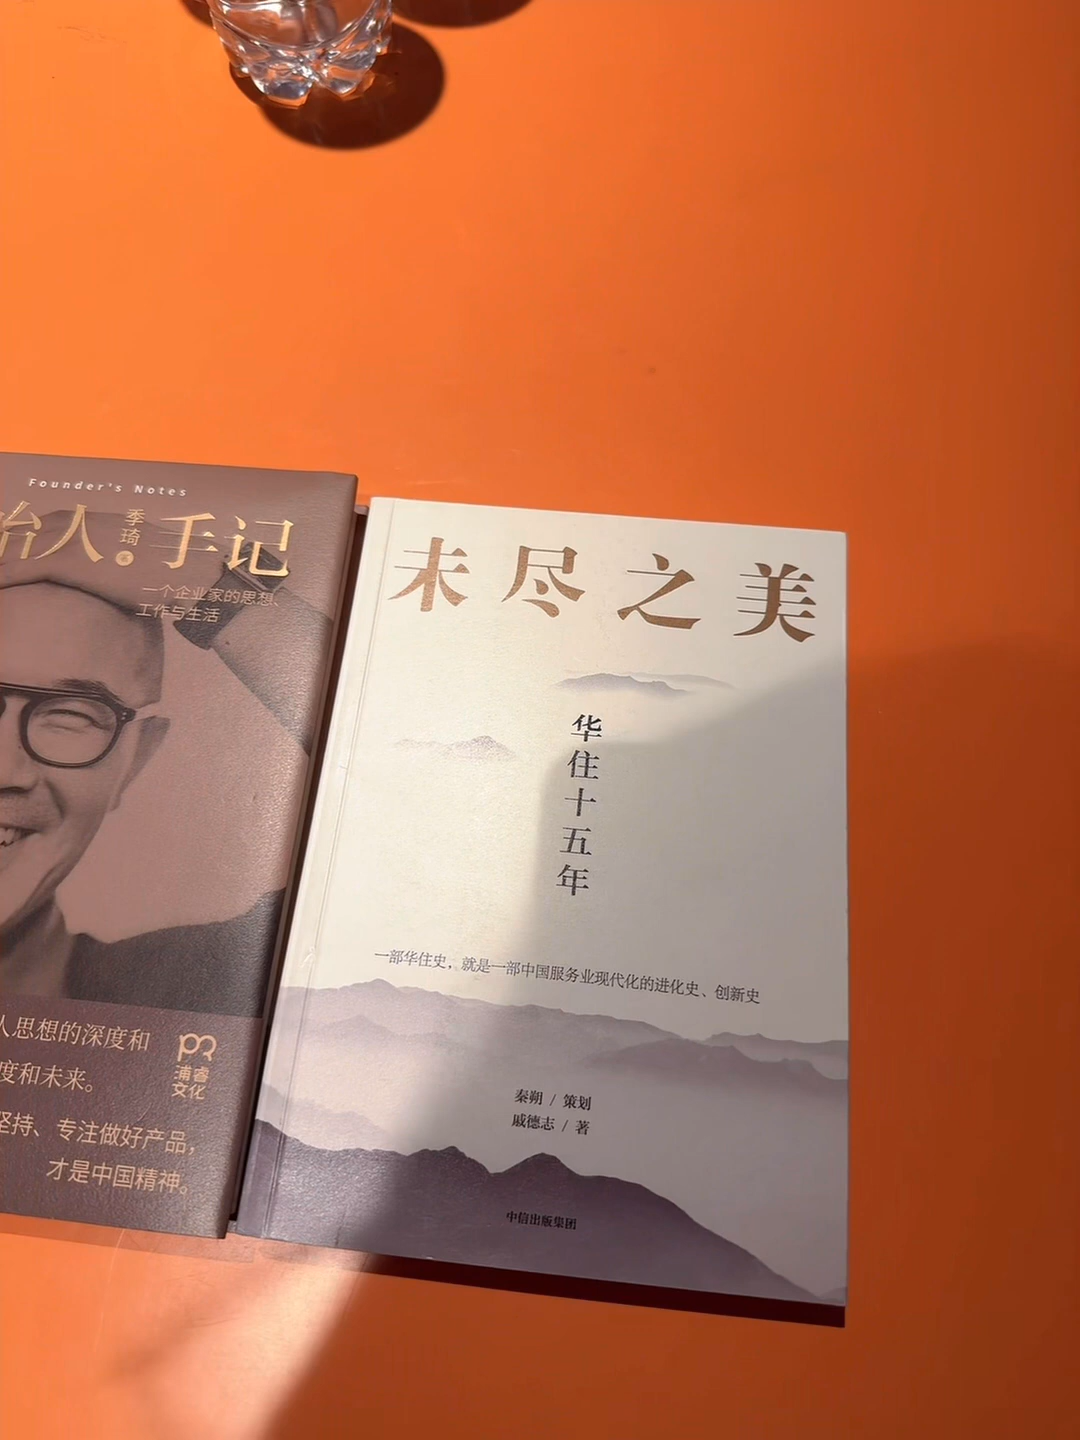 Founder's Notes
始人手记
季琦
著
一个企业家的思想、
工作与生活
人思想的深度和
度和未来。
坚持、专注做好产品，
才是中国精神。
浦睿
文化
未尽之美
华住十五年
一部华住史，就是一部中国服务业现代化的进化史、创新史
秦朔 / 策划
戚德志 / 著
中信出版集团